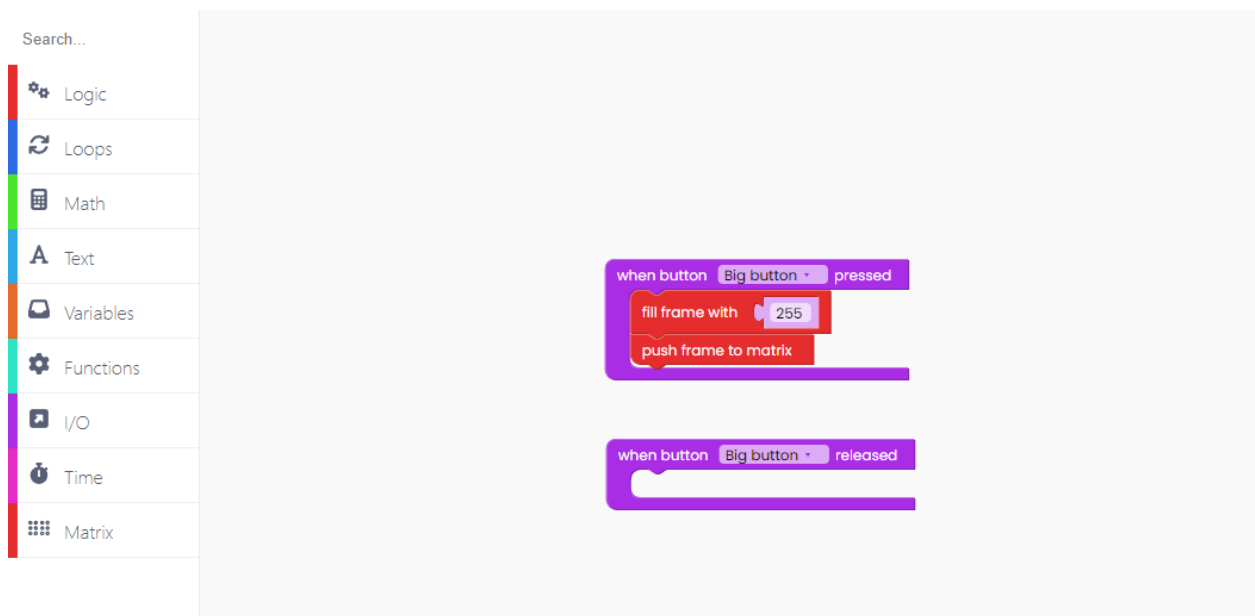 Search...
Logic
Loops
Math
Text
Variables
Functions
I/O
Time
Matrix
when button Big button pressed
fill frame with 255
push frame to matrix
when button Big button released